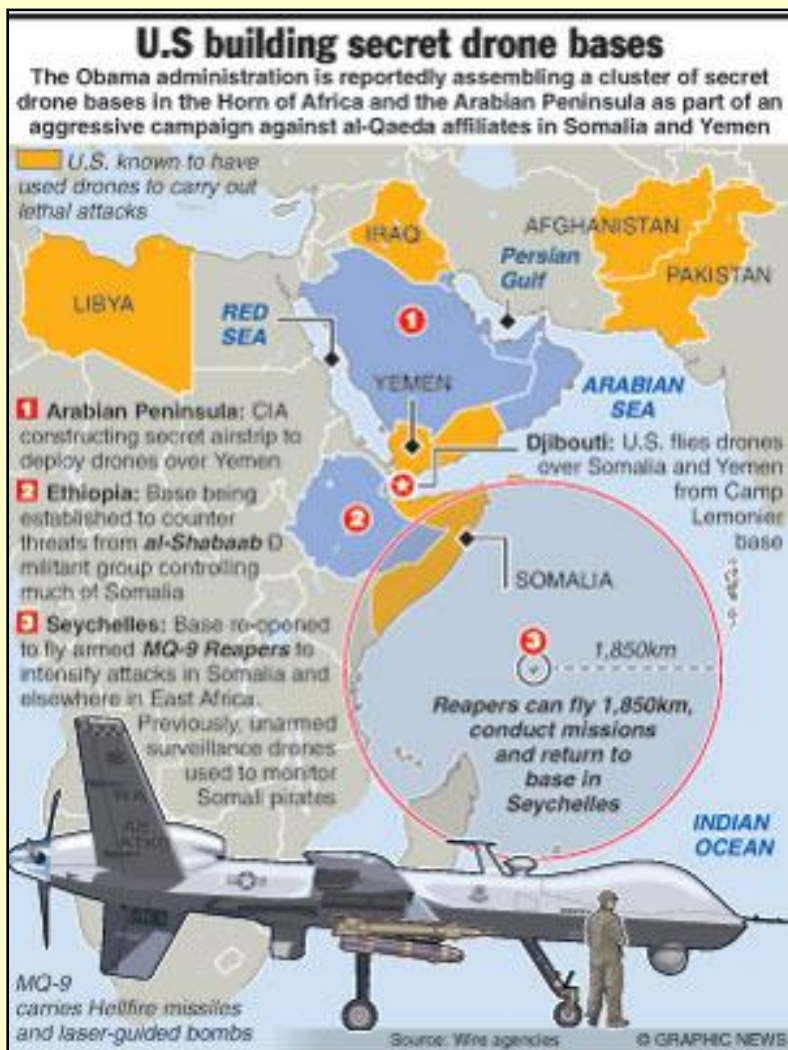 U.S building secret drone bases
The Obama administration is reportedly assembling a cluster of secret
drone bases in the Horn of Africa and the Arabian Peninsula as part of an
aggressive campaign against al-Qaeda affiliates in Somalia and Yemen
U.S. known to have
used drones to carry out
lethal attacks
LIBYA
IRAQ
AFGHANISTAN
PAKISTAN
Persian
Gulf
RED
SEA
1
YEMEN
ARABIAN
SEA
1 Arabian Peninsula: CIA
constructing secret airstrip to
deploy drones over Yemen
Djibouti: U.S. flies drones
over Somalia and Yemen
from Camp
Lemonier
base
2 Ethiopia: Base being
established to counter
threats from al-Shabaab D
militant group controlling
much of Somalia
2
SOMALIA
3 Seychelles: Base re-opened
to fly armed MQ-9 Reapers to
intensify attacks in Somalia and
elsewhere in East Africa.
Previously, unarmed
surveillance drones
used to monitor
Somali pirates
3
1,850km
Reapers can fly 1,850km,
conduct missions
and return to
base in
Seychelles
INDIAN
OCEAN
MQ-9
carries Hellfire missiles
and laser-guided bombs
Source: Wire agencies
© GRAPHIC NEWS